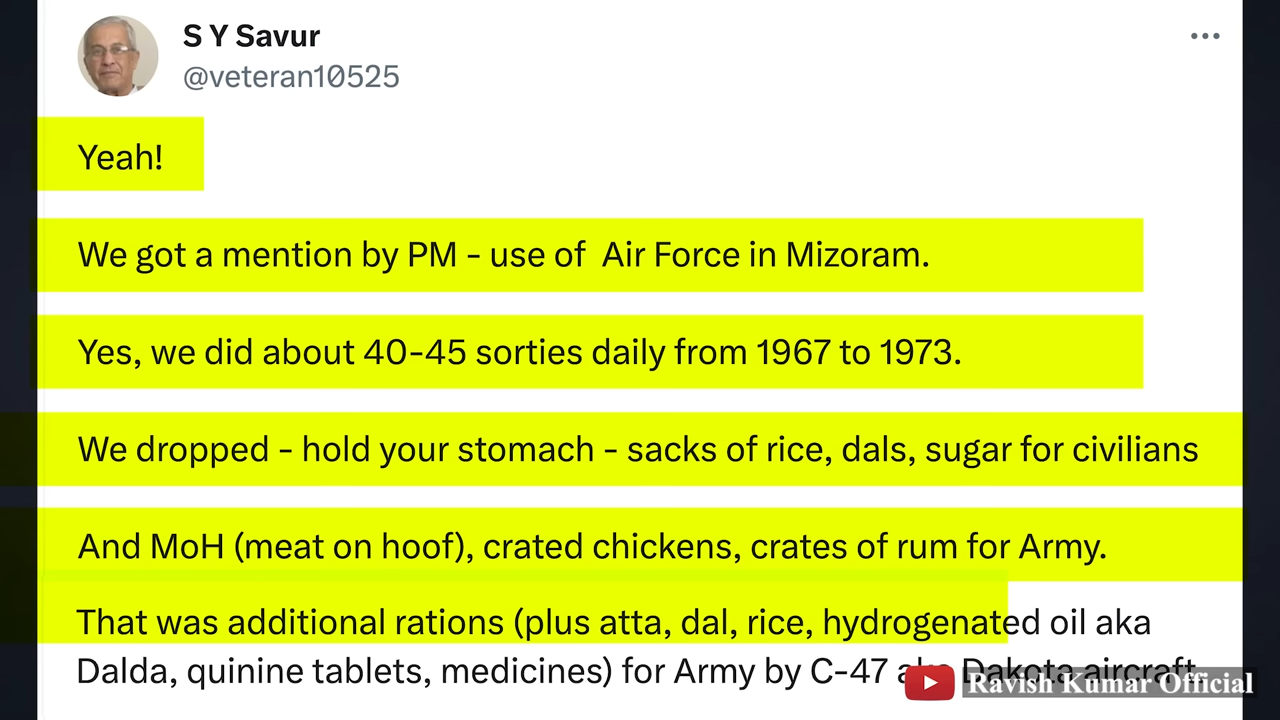 S Y Savur
@veteran10525
Yeah!
We got a mention by PM - use of Air Force in Mizoram.
Yes, we did about 40-45 sorties daily from 1967 to 1973.
We dropped - hold your stomach - sacks of rice, dals, sugar for civilians
And MoH (meat on hoof), crated chickens, crates of rum for Army.
That was additional rations (plus atta, dal, rice, hydrogenated oil aka
Dalda, quinine tablets, medicines) for Army by C-47 aka Dakota aircraft.
Ravish Kumar Official